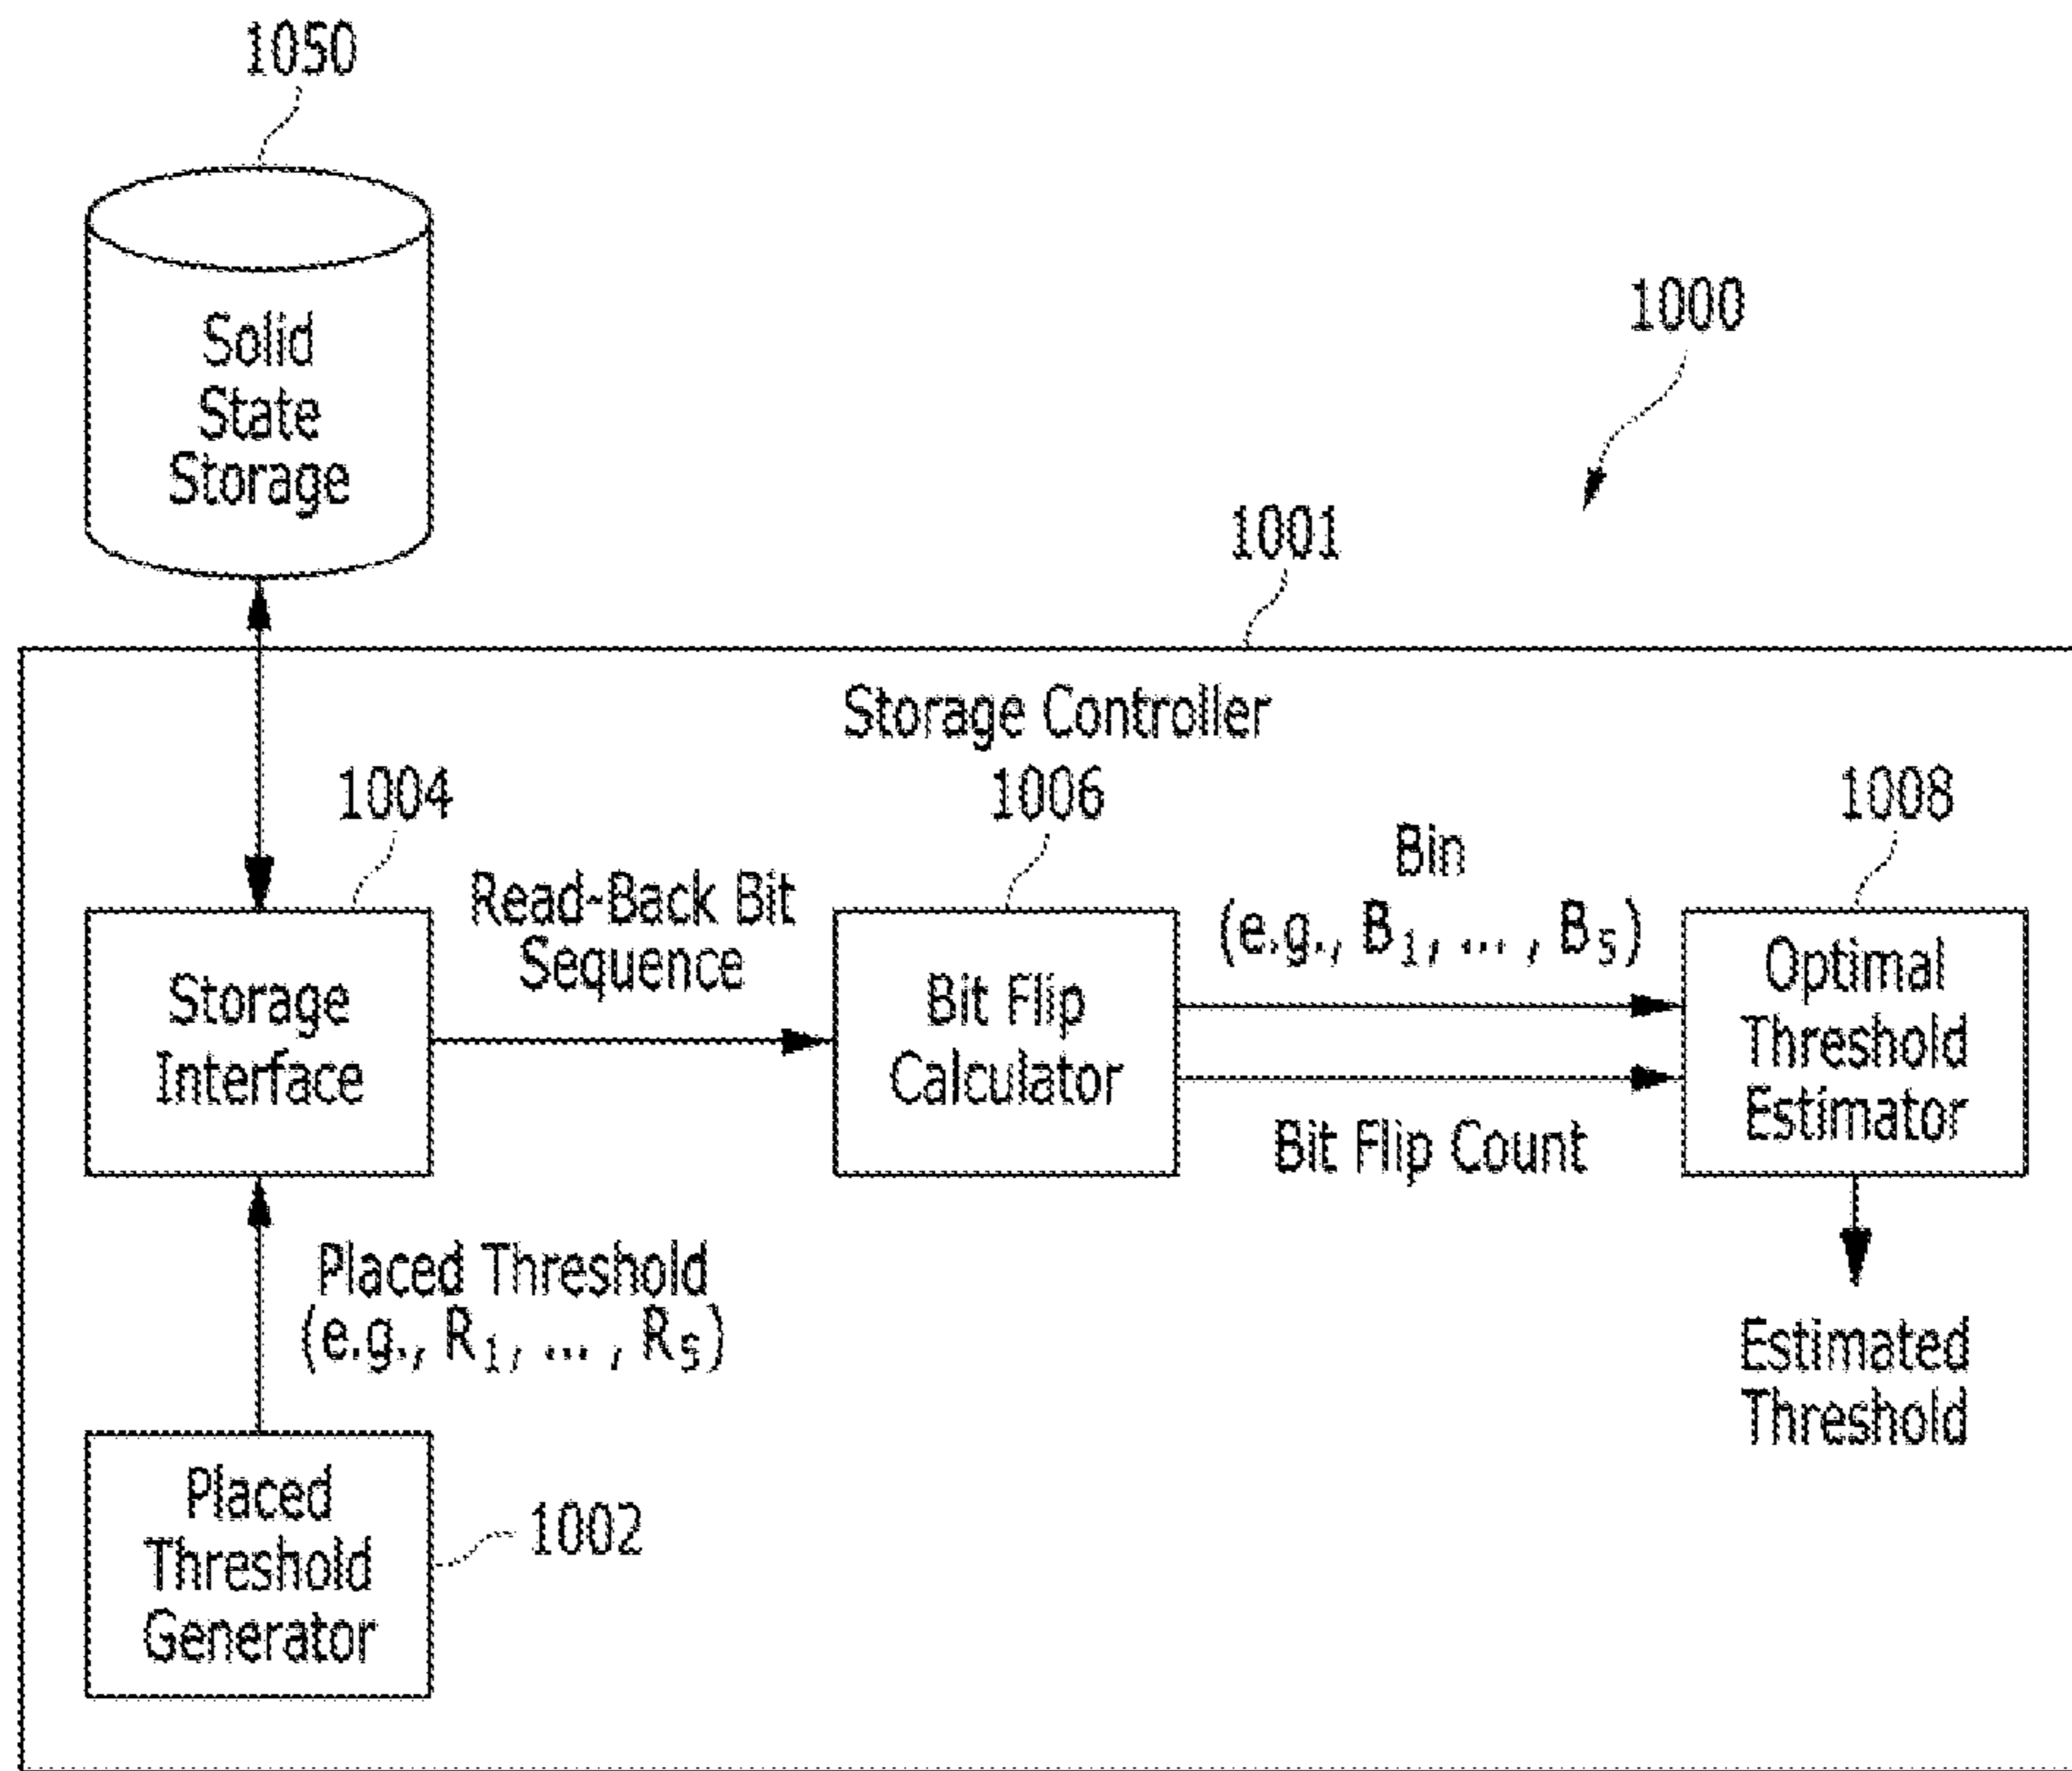 1050
Solid
State
Storage
1000
1001
Storage Controller
1004
1006
1008
Storage
Interface
Read-Back Bit
Sequence
Bit Flip
Calculator
Bin
(e.g., B₁, ... , B₅)
Bit Flip Count
Optimal
Threshold
Estimator
Placed Threshold
(e.g., R₁, ... , R₅)
Estimated
Threshold
Placed
Threshold
Generator
1002